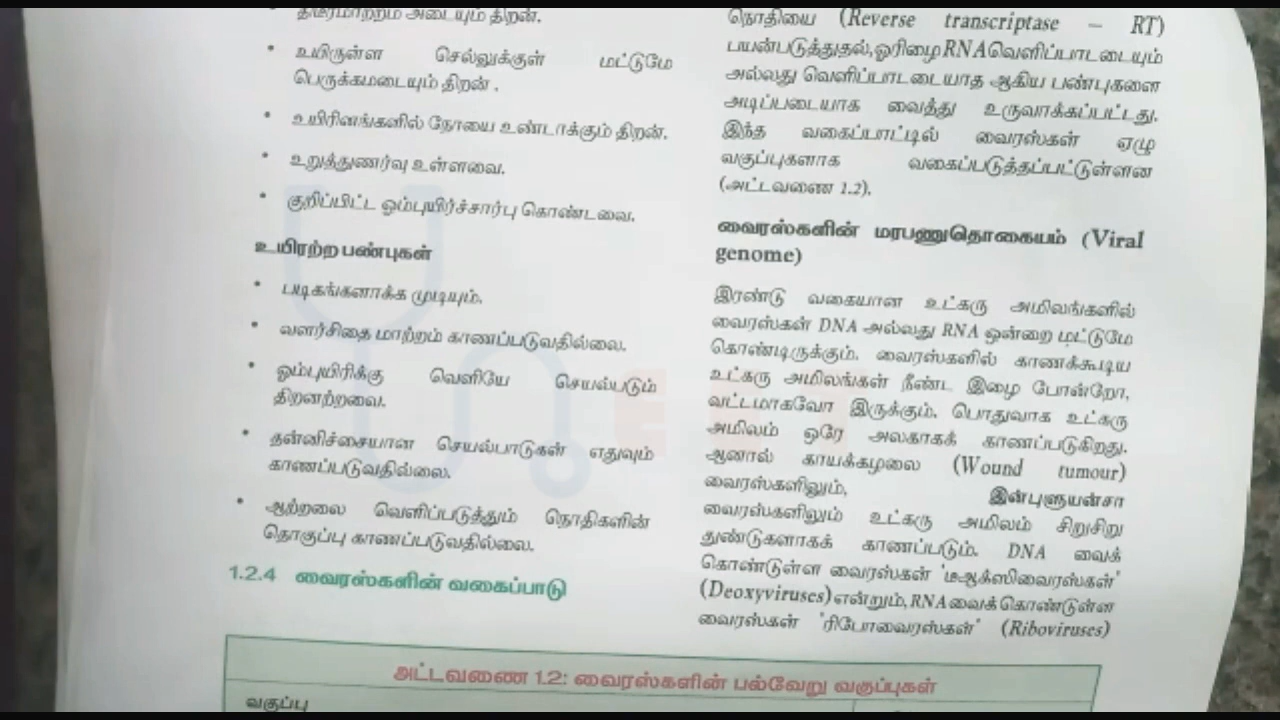 திடீர்மாற்றம் அடையும் திறன்.
• உயிருள்ள செல்லுக்குள் மட்டுமே
பெருக்கமடையும் திறன் .
• உயிரினங்களில் நோயை உண்டாக்கும் திறன்.
• உறுத்துணர்வு உள்ளவை.
• குறிப்பிட்ட ஓம்புயிர்ச்சார்பு கொண்டவை.
உயிரற்ற பண்புகள்
• படிகங்களாக்க முடியும்.
• வளர்சிதை மாற்றம் காணப்படுவதில்லை.
• ஓம்புயிரிக்கு வெளியே செயல்படும்
திறனற்றவை.
• தன்னிச்சையான செயல்பாடுகள் எதுவும்
காணப்படுவதில்லை.
• ஆற்றலை வெளிப்படுத்தும் நொதிகளின்
தொகுப்பு காணப்படுவதில்லை.
1.2.4 வைரஸ்களின் வகைப்பாடு
நொதியை (Reverse transcriptase – RT)
பயன்படுத்துதல்,ஓரிழை RNA வெளிப்பாடடையும்
அல்லது வெளிப்பாடடையாத ஆகிய பண்புகளை
அடிப்படையாக வைத்து உருவாக்கப்பட்டது.
இந்த வகைப்பாட்டில் வைரஸ்கள் ஏழு
வகுப்புகளாக வகைப்படுத்தப்பட்டுள்ளன
(அட்டவணை 1.2).
வைரஸ்களின் மரபணுதொகையம் (Viral
genome)
இரண்டு வகையான உட்கரு அமிலங்களில்
வைரஸ்கள் DNA அல்லது RNA ஒன்றை மட்டுமே
கொண்டிருக்கும். வைரஸ்களில் காணக்கூடிய
உட்கரு அமிலங்கள் நீண்ட இழை போன்றோ,
வட்டமாகவோ இருக்கும். பொதுவாக உட்கரு
அமிலம் ஒரே அலகாகக் காணப்படுகிறது.
ஆனால் காயக்கழலை (Wound tumour)
வைரஸ்களிலும், இன்புளுயன்சா
வைரஸ்களிலும் உட்கரு அமிலம் சிறுசிறு
துண்டுகளாகக் காணப்படும். DNA வைக்
கொண்டுள்ள வைரஸ்கள் 'டீஆக்ஸிவைரஸ்கள்'
(Deoxyviruses) என்றும், RNA வைக் கொண்டுள்ள
வைரஸ்கள் 'ரிபோவைரஸ்கள்' (Riboviruses)
அட்டவணை 1.2: வைரஸ்களின் பல்வேறு வகுப்புகள்
வகுப்பு